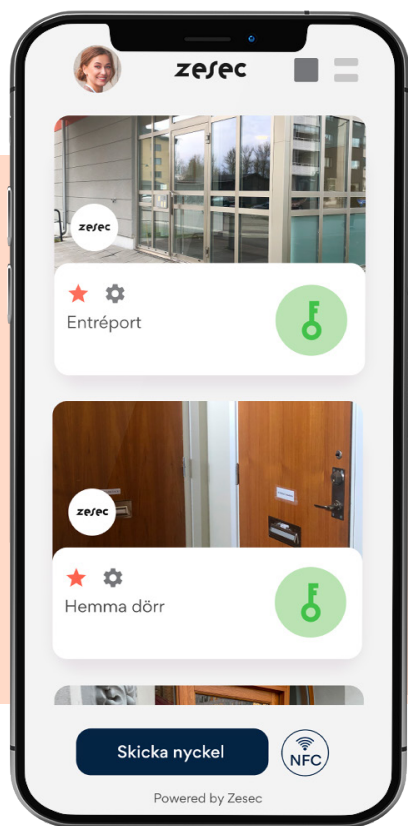 zesec
zesec
Entréport
zesec
Hemma dörr
Skicka nyckel
NFC
Powered by Zesec